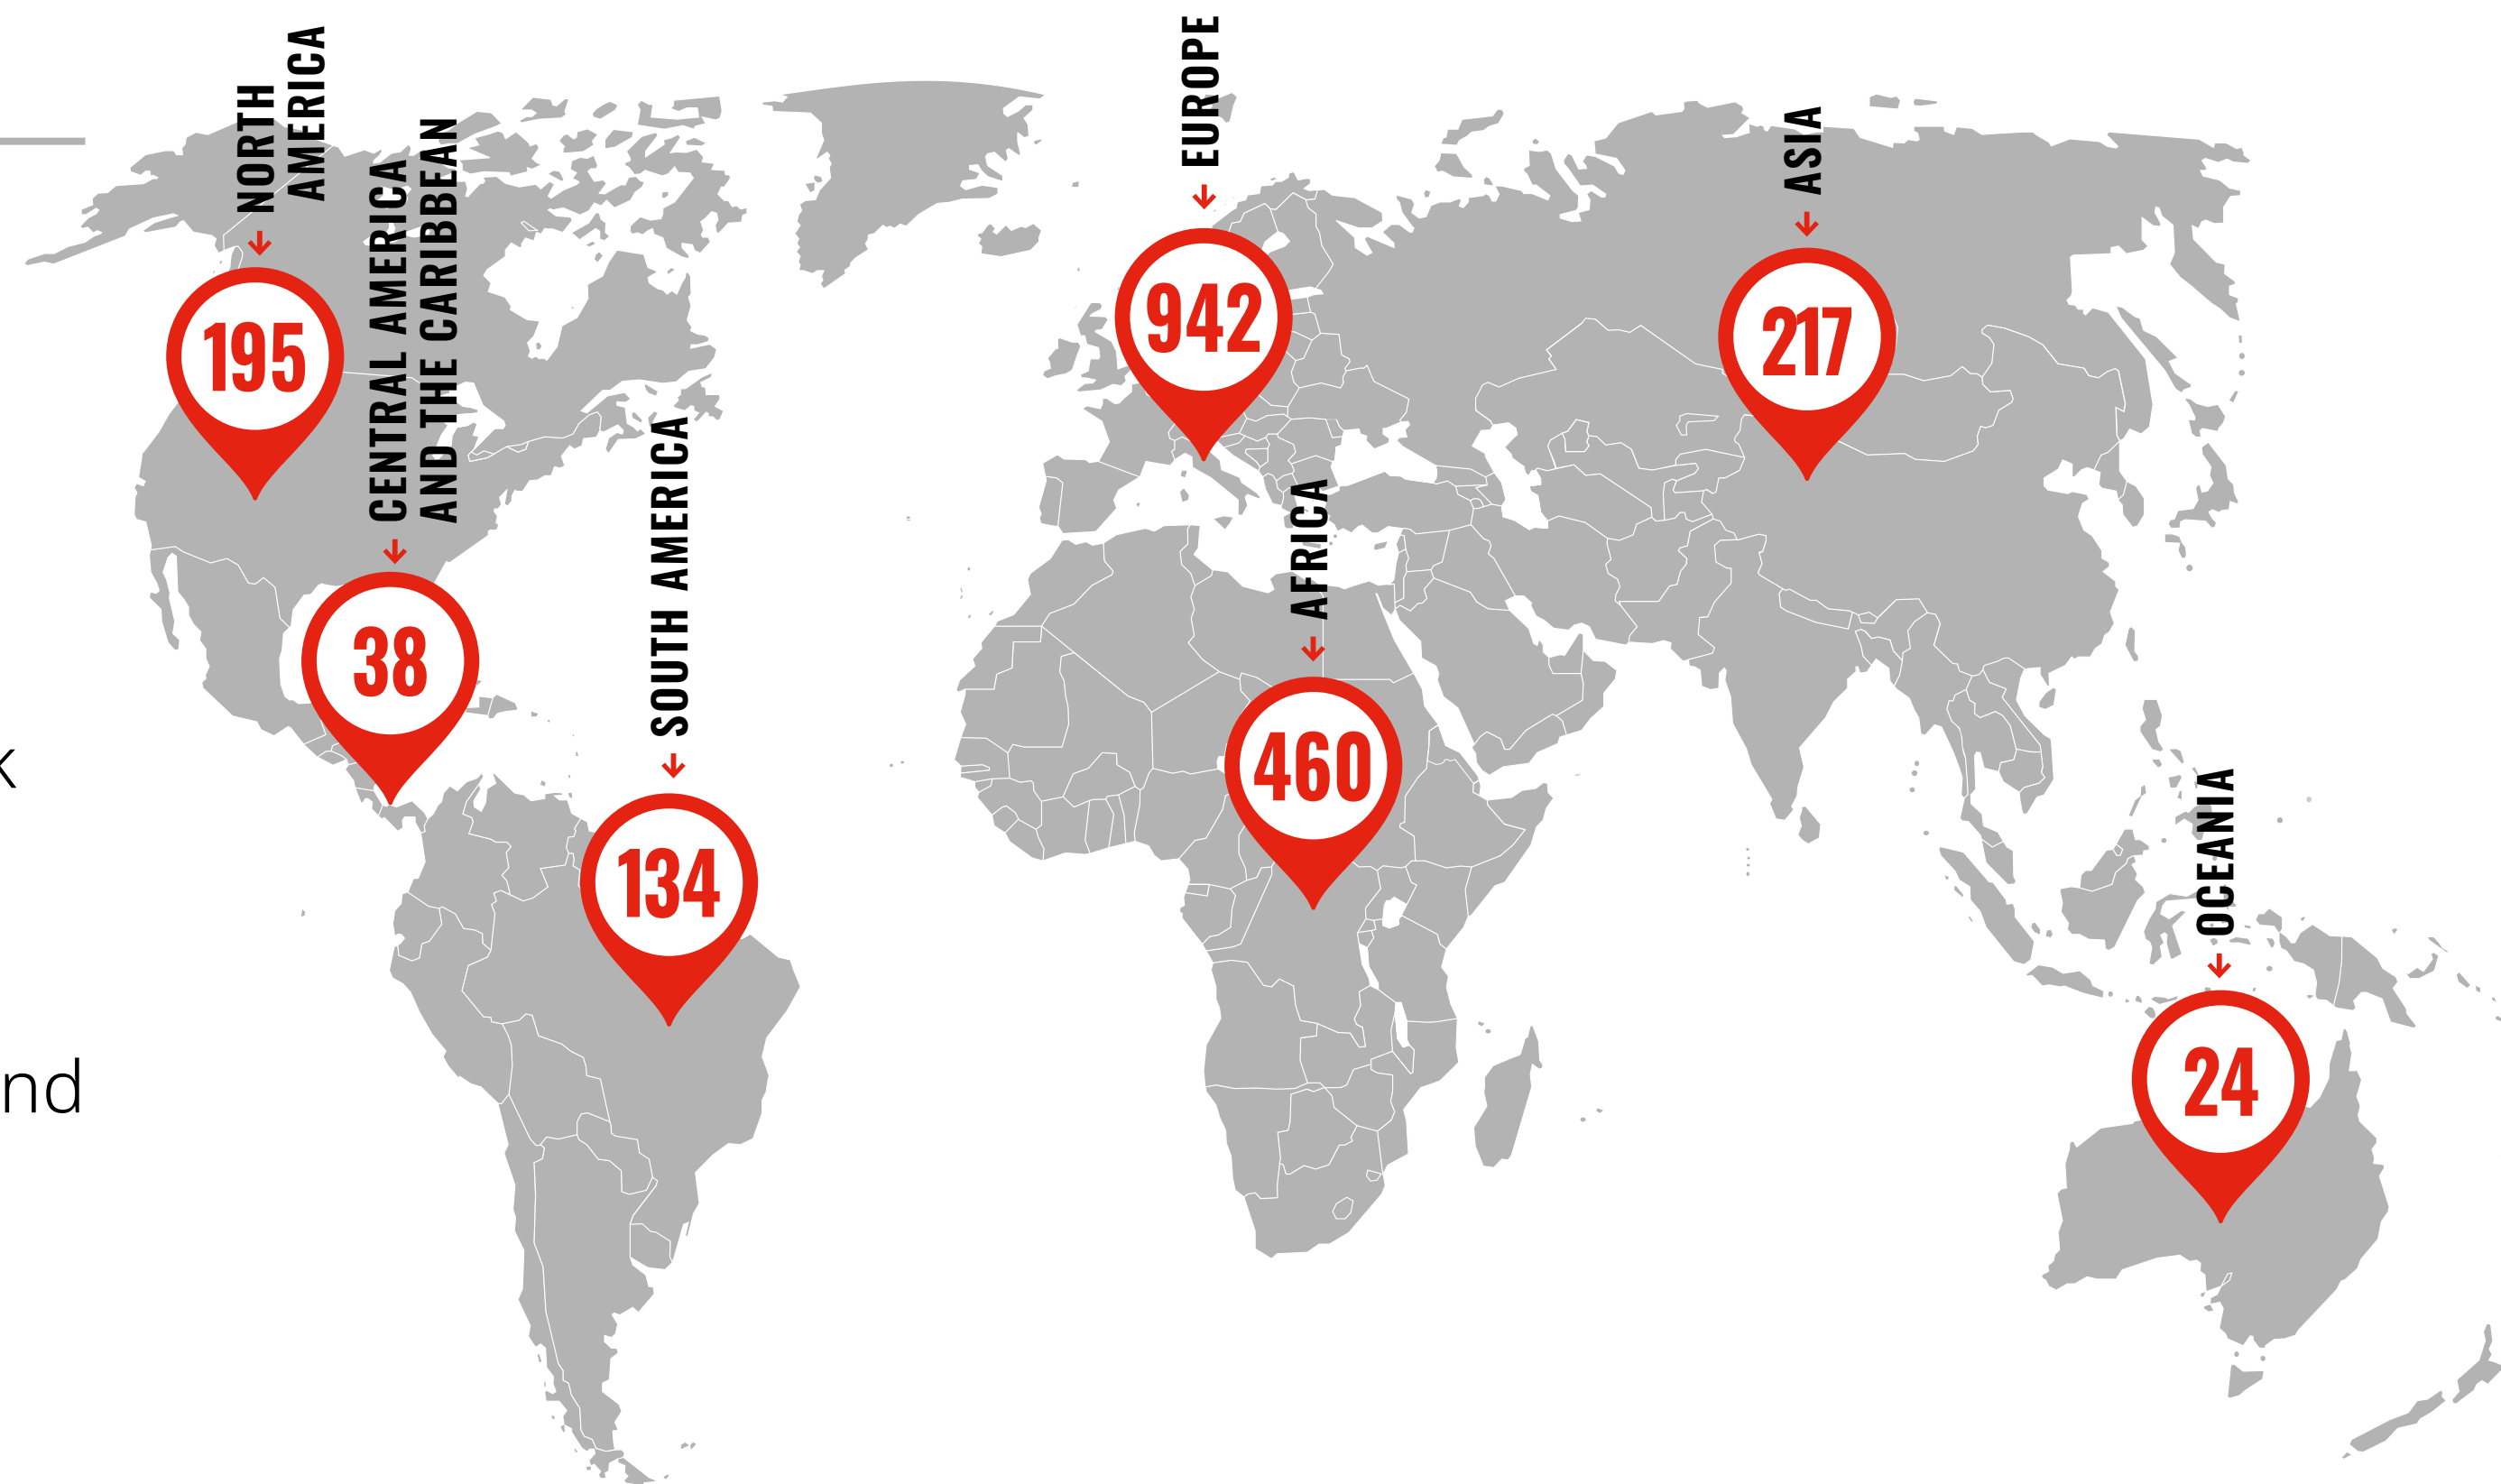 NORTH
AMERICA
195
CENTRAL AMERICA
AND THE CARIBBEAN
38
SOUTH AMERICA
134
EUROPE
942
AFRICA
460
ASIA
217
OCEANIA
24
k
nd